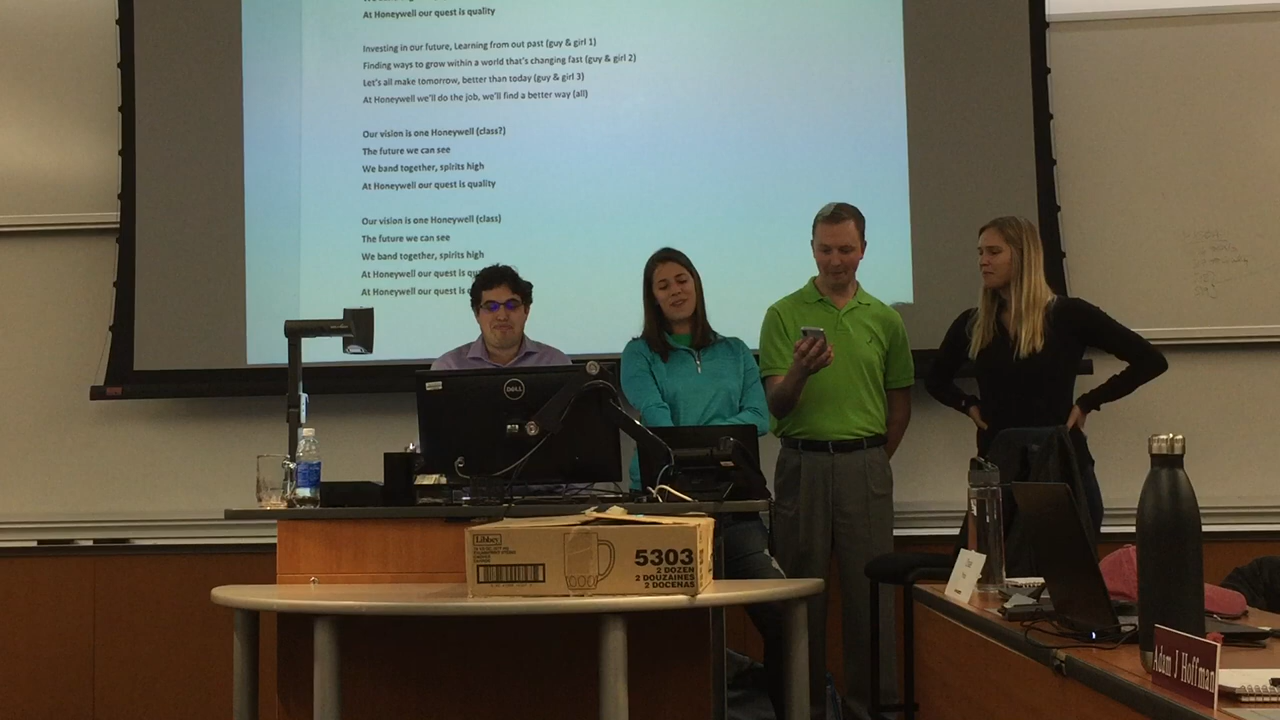 At Honeywell our quest is quality
Investing in our future, Learning from out past (guy & girl 1)
Finding ways to grow within a world that's changing fast (guy & girl 2)
Let's all make tomorrow, better than today (guy & girl 3)
At Honeywell we'll do the job, we'll find a better way (all)
Our vision is one Honeywell (class?)
The future we can see
We band together, spirits high
At Honeywell our quest is quality
Our vision is one Honeywell (class)
The future we can see
We band together, spirits high
At Honeywell our quest is
At Honeywell our quest is
DELL
Libbey
5303
2 DOZEN
2 DOUZAINES
2 DOCENAS
Adam J Hoffman